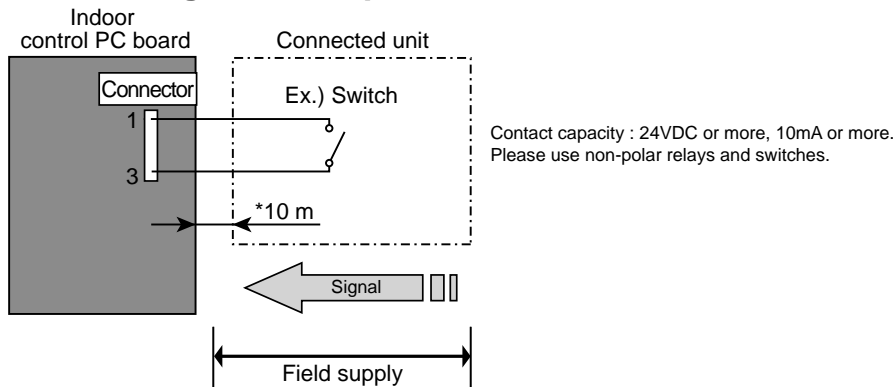 Indoor
control PC board
Connected unit
Connector
Ex.) Switch
1
3
Contact capacity : 24VDC or more, 10mA or more.
Please use non-polar relays and switches.
*10 m
Signal
Field supply